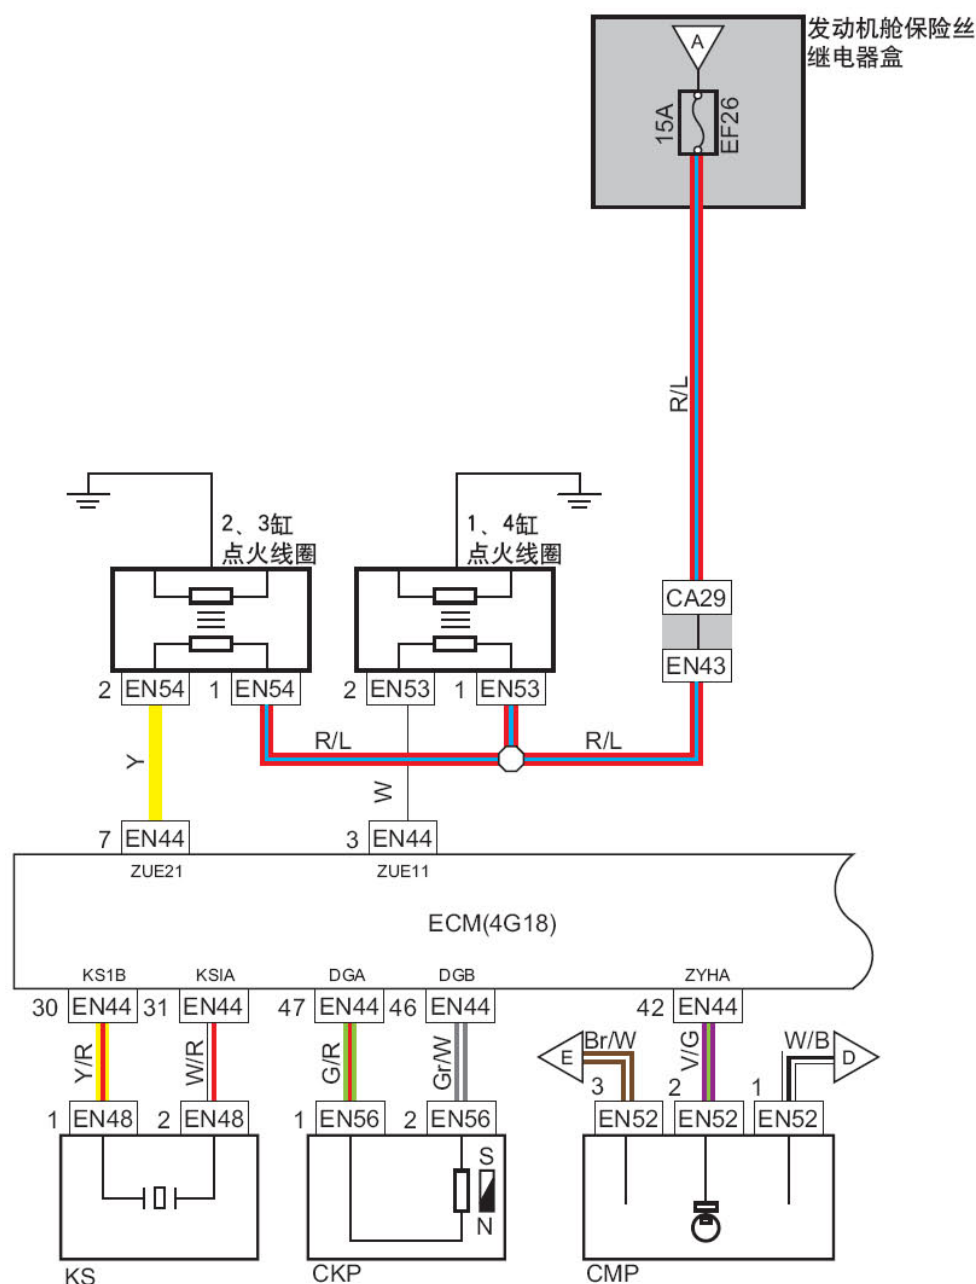 发动机舱保险丝
继电器盒
A
15A
EF26
R/L
2、3缸
点火线圈
1、4缸
点火线圈
CA29
EN43
2 EN54 1 EN54 2 EN53 1 EN53
R/L R/L
Y W
7 EN44 3 EN44
ZUE21 ZUE11
ECM(4G18)
KS1B KSIA DGA DGB ZYHA
30 EN44 31 EN44 47 EN44 46 EN44 42 EN44
Y/R W/R G/R Gr/W E Br/W V/G W/B D
3 2 1
1 EN48 2 EN48 1 EN56 2 EN56 EN52 EN52 EN52
S
N
KS CKP CMP